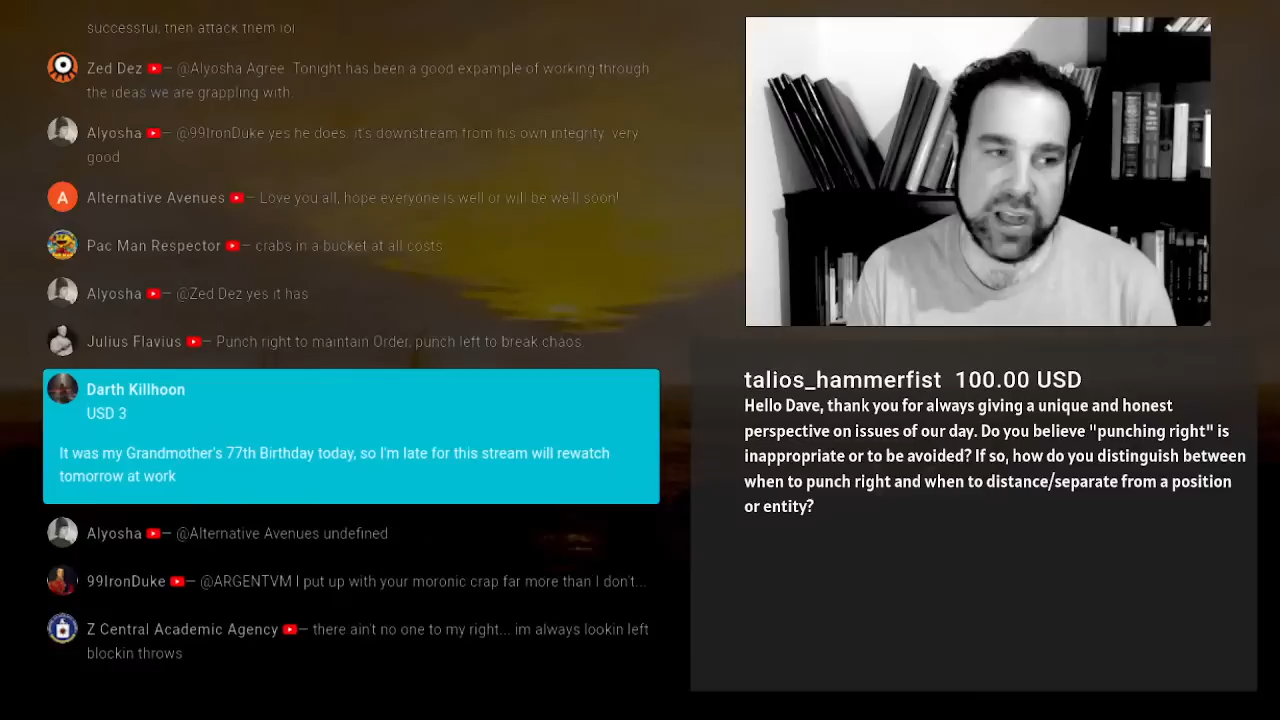 successful, then attack them lol
Zed Dez — @Alyosha Agree Tonight has been a good expample of working through
the ideas we are grappling with.
Alyosha — @99IronDuke yes he does, it's downstream from his own integrity very
good
A Alternative Avenues — Love you all, hope everyone is well or will be we'll soon!
Pac Man Respector — crabs in a bucket at all costs
Alyosha — @Zed Dez yes it has
Julius Flavius — Punch right to maintain Order, punch left to break chaos.
Darth Killhoon
USD 3
It was my Grandmother's 77th Birthday today, so I'm late for this stream will rewatch
tomorrow at work
Alyosha — @Alternative Avenues undefined
99IronDuke — @ARGENTVM I put up with your moronic crap far more than I don't...
Z Central Academic Agency — there ain't no one to my right... im always lookin left
blockin throws
talios_hammerfist 100.00 USD
Hello Dave, thank you for always giving a unique and honest
perspective on issues of our day. Do you believe "punching right" is
inappropriate or to be avoided? If so, how do you distinguish between
when to punch right and when to distance/separate from a position
or entity?